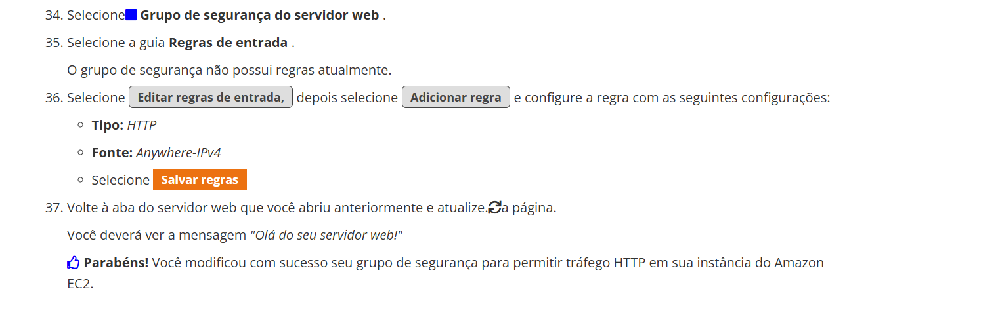 34. Selecione Grupo de segurança do servidor web .
35. Selecione a guia Regras de entrada .
O grupo de segurança não possui regras atualmente.
36. Selecione Editar regras de entrada, depois selecione Adicionar regra e configure a regra com as seguintes configurações:
Tipo: HTTP
Fonte: Anywhere-IPv4
Selecione Salvar regras
37. Volte à aba do servidor web que você abriu anteriormente e atualize. a página.
Você deverá ver a mensagem "Olá do seu servidor web!"
Parabéns! Você modificou com sucesso seu grupo de segurança para permitir tráfego HTTP em sua instância do Amazon
EC2.